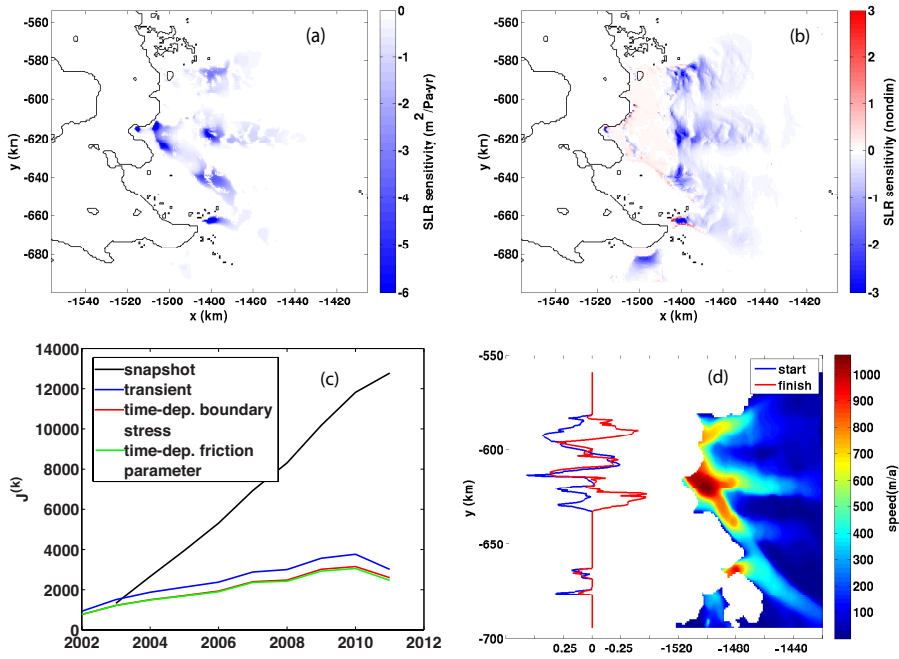 (a)
-560
-580
-600
-620
-640
-660
-680
y (km)
-1540 -1520 -1500 -1480 -1460 -1440 -1420
x (km)
0
-1
-2
-3
-4
-5
-6
SLR sensitivity (m²/Pa-yr)
(b)
-560
-580
-600
-620
-640
-660
-680
y (km)
-1540 -1520 -1500 -1480 -1460 -1440 -1420
x (km)
3
2
1
0
-1
-2
-3
SLR sensitivity (nondim)
(c)
14000
12000
10000
8000
6000
4000
2000
0
J(k)
snapshot
transient
time-dep. boundary
stress
time-dep. friction
parameter
2002 2004 2006 2008 2010 2012
(d)
start
finish
-550
-600
-650
-700
y (km)
0.25 0 -0.25 -1520 -1480 -1440
1000
900
800
700
600
500
400
300
200
100
speed(m/a)